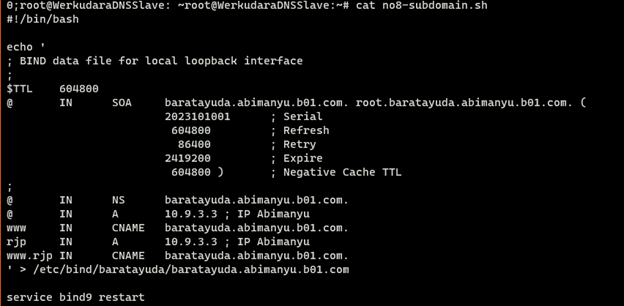 0;root@WerkudaraDNSSlave: ~root@WerkudaraDNSSlave:~# cat no8-subdomain.sh
#!/bin/bash

echo '
; BIND data file for local loopback interface
;
$TTL    604800
@       IN      SOA     baratayuda.abimanyu.b01.com. root.baratayuda.abimanyu.b01.com. (
                        2023101001      ; Serial
                         604800         ; Refresh
                          86400         ; Retry
                        2419200         ; Expire
                         604800 )       ; Negative Cache TTL
;
@       IN      NS      baratayuda.abimanyu.b01.com.
@       IN      A       10.9.3.3 ; IP Abimanyu
www     IN      CNAME   baratayuda.abimanyu.b01.com.
rjp     IN      A       10.9.3.3 ; IP Abimanyu
www.rjp IN      CNAME   baratayuda.abimanyu.b01.com.
' > /etc/bind/baratayuda/baratayuda.abimanyu.b01.com

service bind9 restart